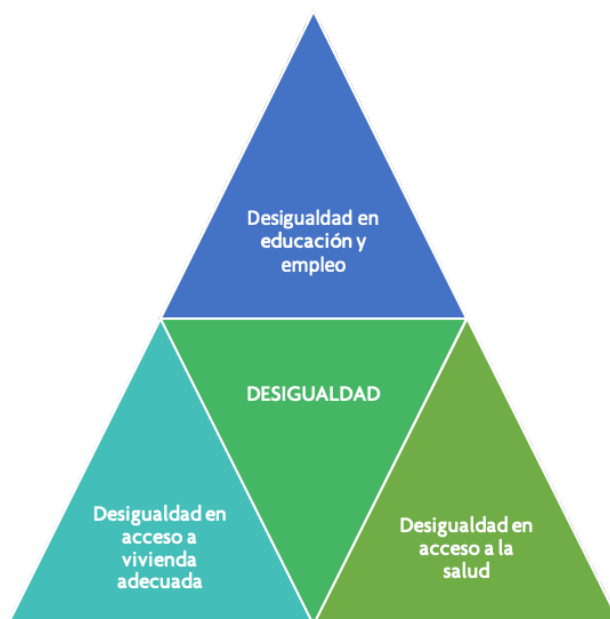 Desigualdad en
educación y
empleo
DESIGUALDAD
Desigualdad en
acceso a
vivienda
adecuada
Desigualdad en
acceso a la
salud